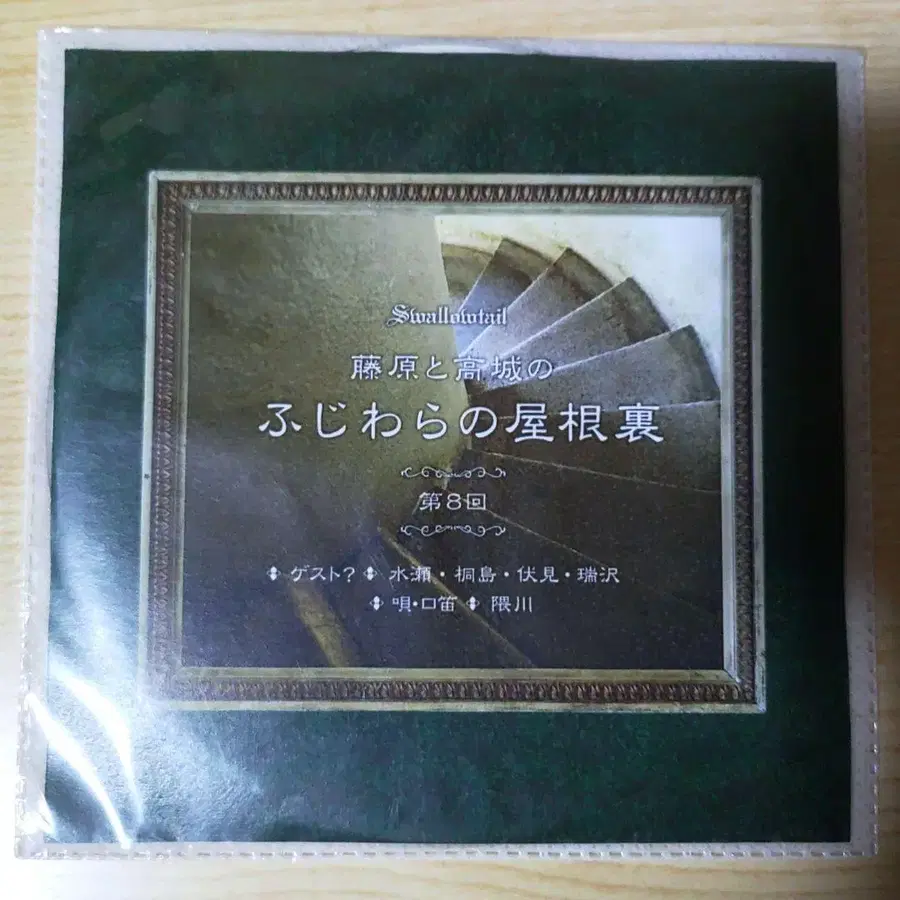 Swallowtail
藤原と高城の
ふじわらの屋根裏
第8回
ゲスト? 水瀬・桐島・伏見・瑞沢
唄・口笛 隈川